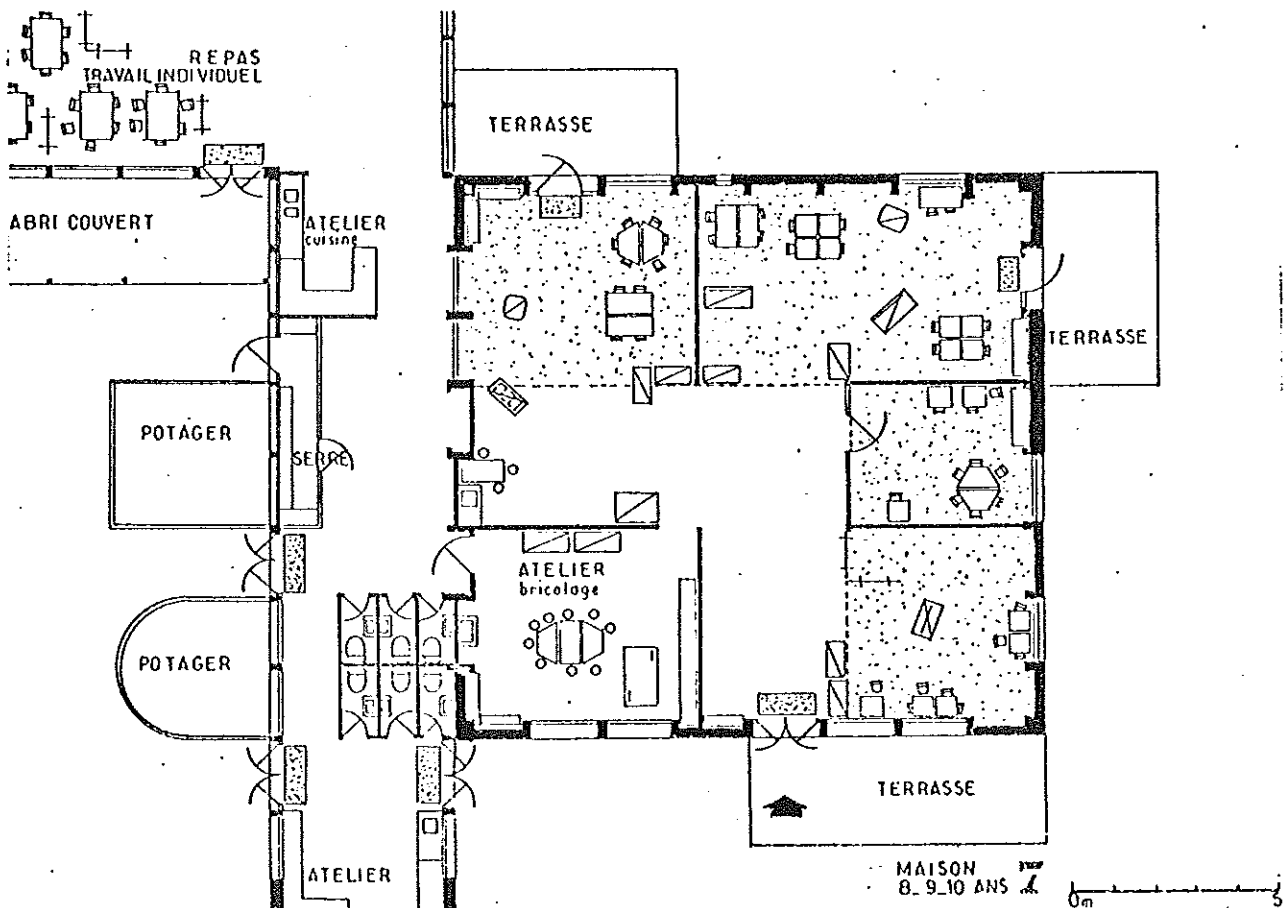 REPAS
TRAVAIL INDIVIDUEL
TERRASSE
ABRI COUVERT
ATELIER
cuisine
TERRASSE
POTAGER
SERRE
ATELIER
bricolage
POTAGER
TERRASSE
ATELIER
MAISON
8_9_10 ANS
0m
5